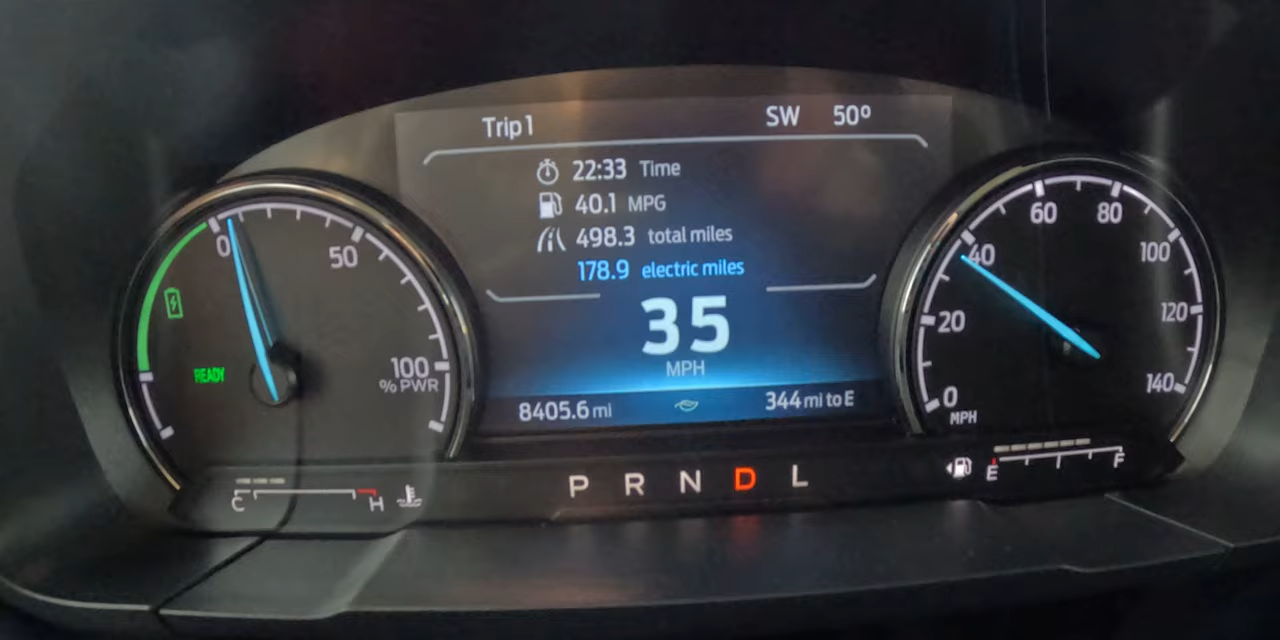 Trip 1 SW 50º
22:33 Time
40.1 MPG
498.3 total miles
178.9 electric miles
35
MPH
8405.6 mi 344 mi to E
0
50
100
% PWR
READY
0
20
40
60
80
100
120
140
MPH
C H
P R N D L
E F